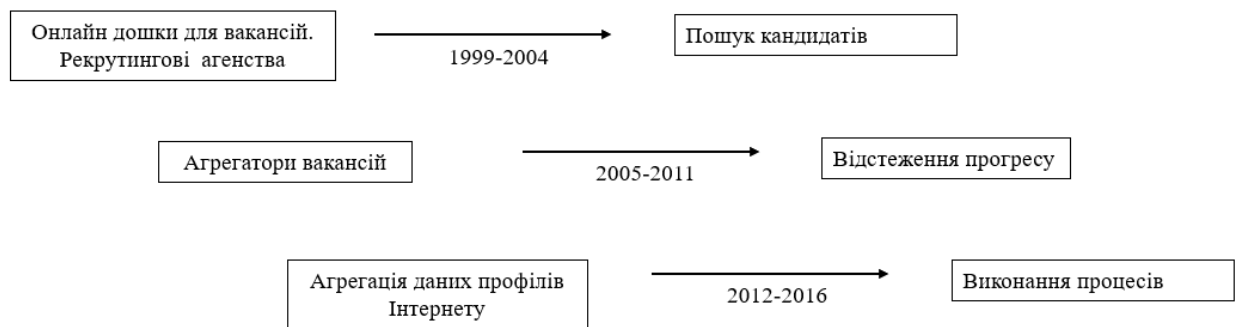 Онлайн дошки для вакансій.
Рекрутингові агенства
1999-2004
Пошук кандидатів
Агрегатори вакансій
2005-2011
Відстеження прогресу
Агрегація даних профілів
Інтернету
2012-2016
Виконання процесів